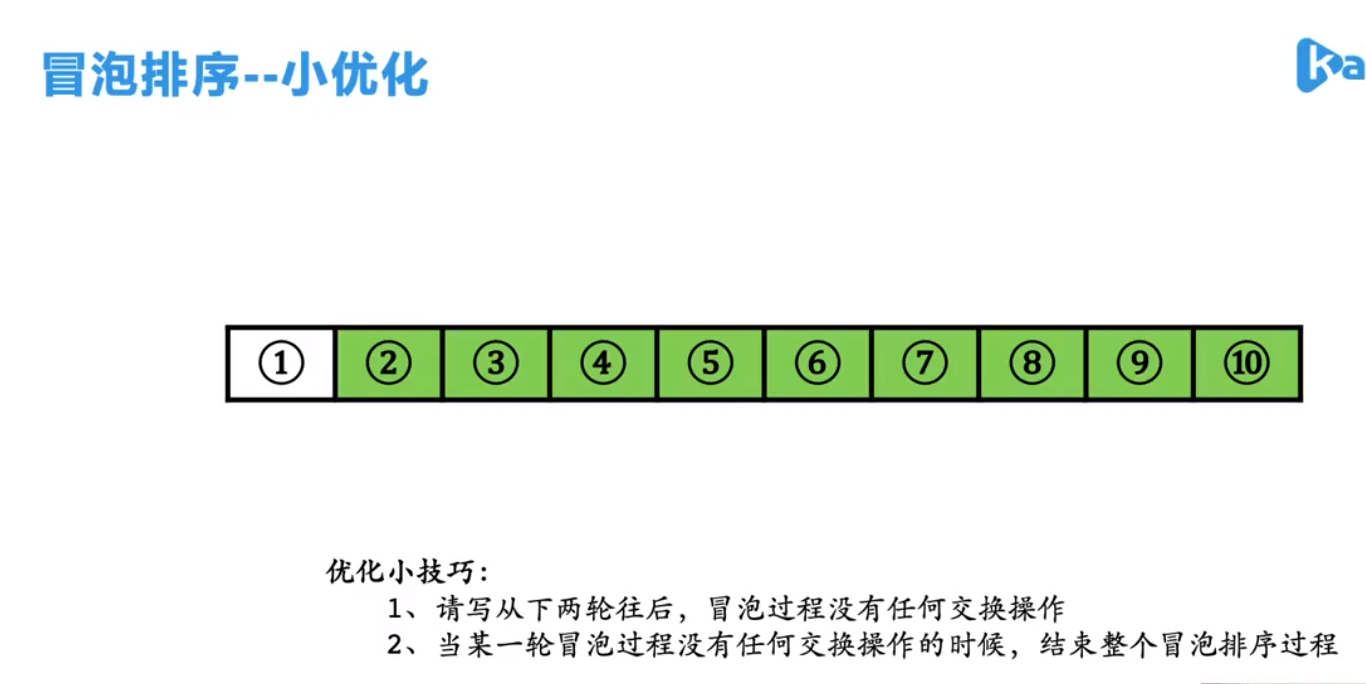 冒泡排序--小优化
ka
① ② ③ ④ ⑤ ⑥ ⑦ ⑧ ⑨ ⑩
优化小技巧：
1、请写从下两轮往后，冒泡过程没有任何交换操作
2、当某一轮冒泡过程没有任何交换操作的时候，结束整个冒泡排序过程